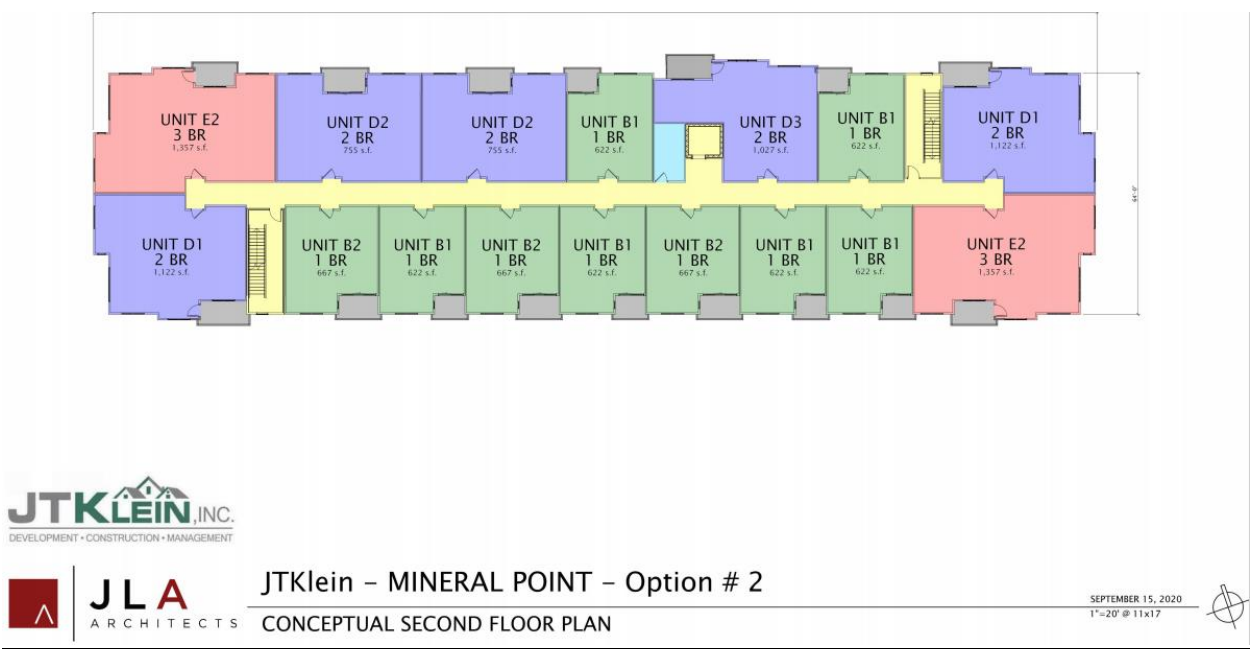 UNIT E2
3 BR
1,357 s.f.
UNIT D2
2 BR
755 s.f.
UNIT D2
2 BR
755 s.f.
UNIT B1
1 BR
622 s.f.
UNIT D3
2 BR
1,027 s.f.
UNIT B1
1 BR
622 s.f.
UNIT D1
2 BR
1,122 s.f.
64'-9"
UNIT D1
2 BR
1,122 s.f.
UNIT B2
1 BR
667 s.f.
UNIT B1
1 BR
622 s.f.
UNIT B2
1 BR
667 s.f.
UNIT B1
1 BR
622 s.f.
UNIT B2
1 BR
667 s.f.
UNIT B1
1 BR
622 s.f.
UNIT B1
1 BR
622 s.f.
UNIT E2
3 BR
1,357 s.f.
JTKLEIN, INC.
DEVELOPMENT • CONSTRUCTION • MANAGEMENT
JLA
ARCHITECTS
JTKlein – MINERAL POINT – Option # 2
CONCEPTUAL SECOND FLOOR PLAN
SEPTEMBER 15, 2020
1"=20' @ 11x17